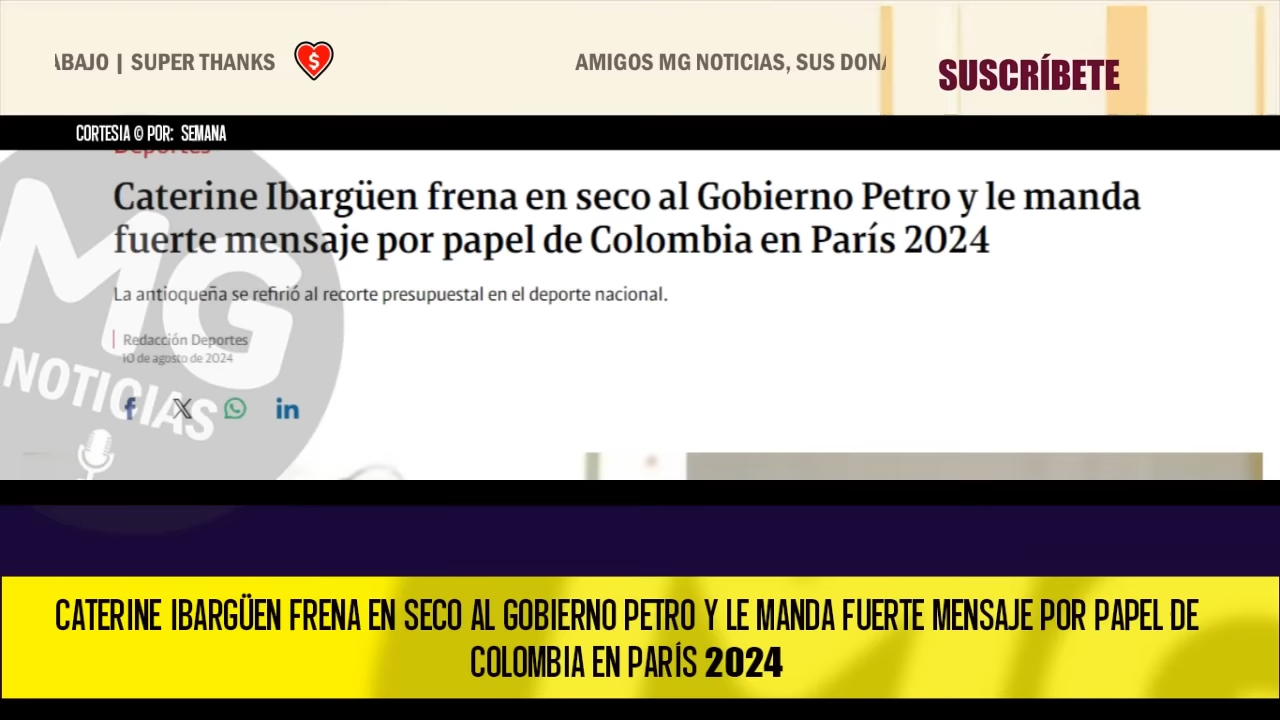 ABAJO | SUPER THANKS
AMIGOS MG NOTICIAS, SUS DONA
SUSCRÍBETE
CORTESIA © POR: SEMANA
Deportes
Caterine Ibargüen frena en seco al Gobierno Petro y le manda
fuerte mensaje por papel de Colombia en París 2024
La antioqueña se refirió al recorte presupuestal en el deporte nacional.
Redacción Deportes
10 de agosto de 2024
MG
NOTICIAS
CATERINE IBARGÜEN FRENA EN SECO AL GOBIERNO PETRO Y LE MANDA FUERTE MENSAJE POR PAPEL DE
COLOMBIA EN PARÍS 2024